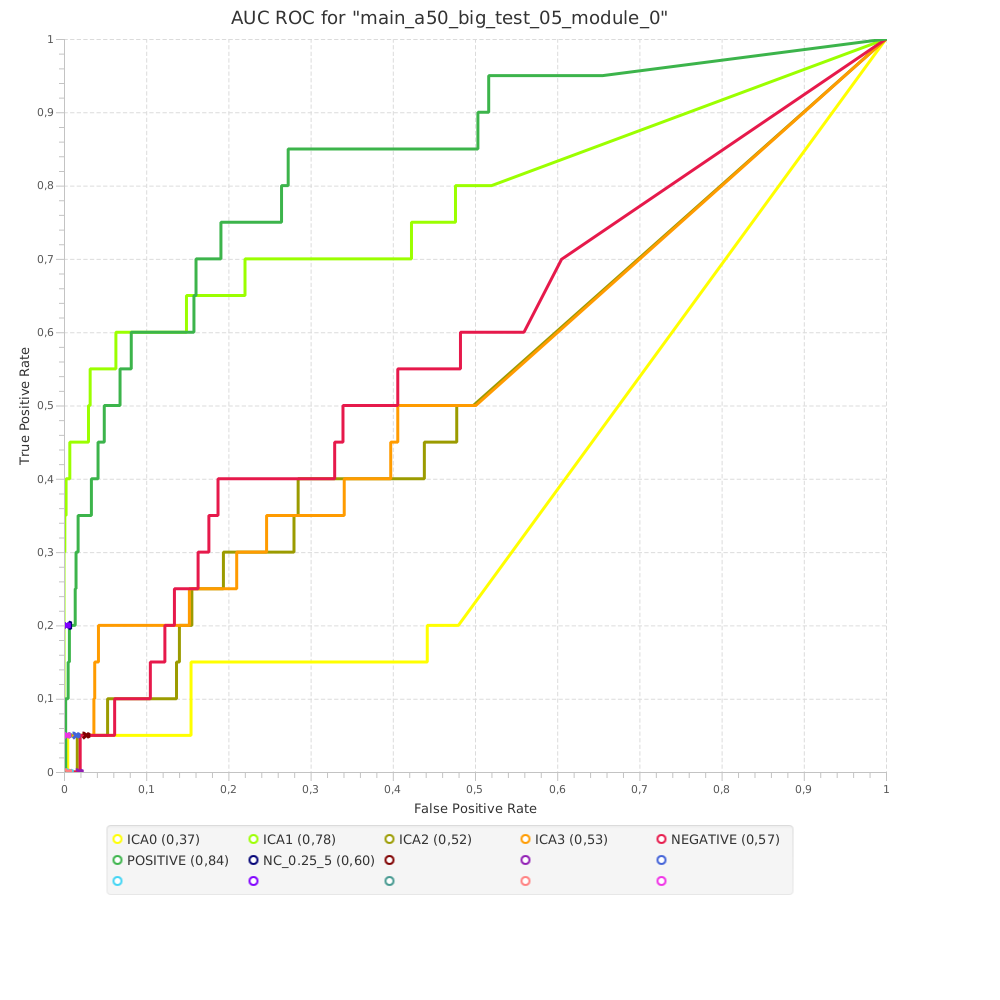 AUC ROC for "main_a50_big_test_05_module_0"
1
0,9
0,8
0,7
0,6
0,5
0,4
0,3
0,2
0,1
0
True Positive Rate
0 0,1 0,2 0,3 0,4 0,5 0,6 0,7 0,8 0,9 1
False Positive Rate
ICA0 (0,37) ICA1 (0,78) ICA2 (0,52) ICA3 (0,53) NEGATIVE (0,57)
POSITIVE (0,84) NC_0.25_5 (0,60)